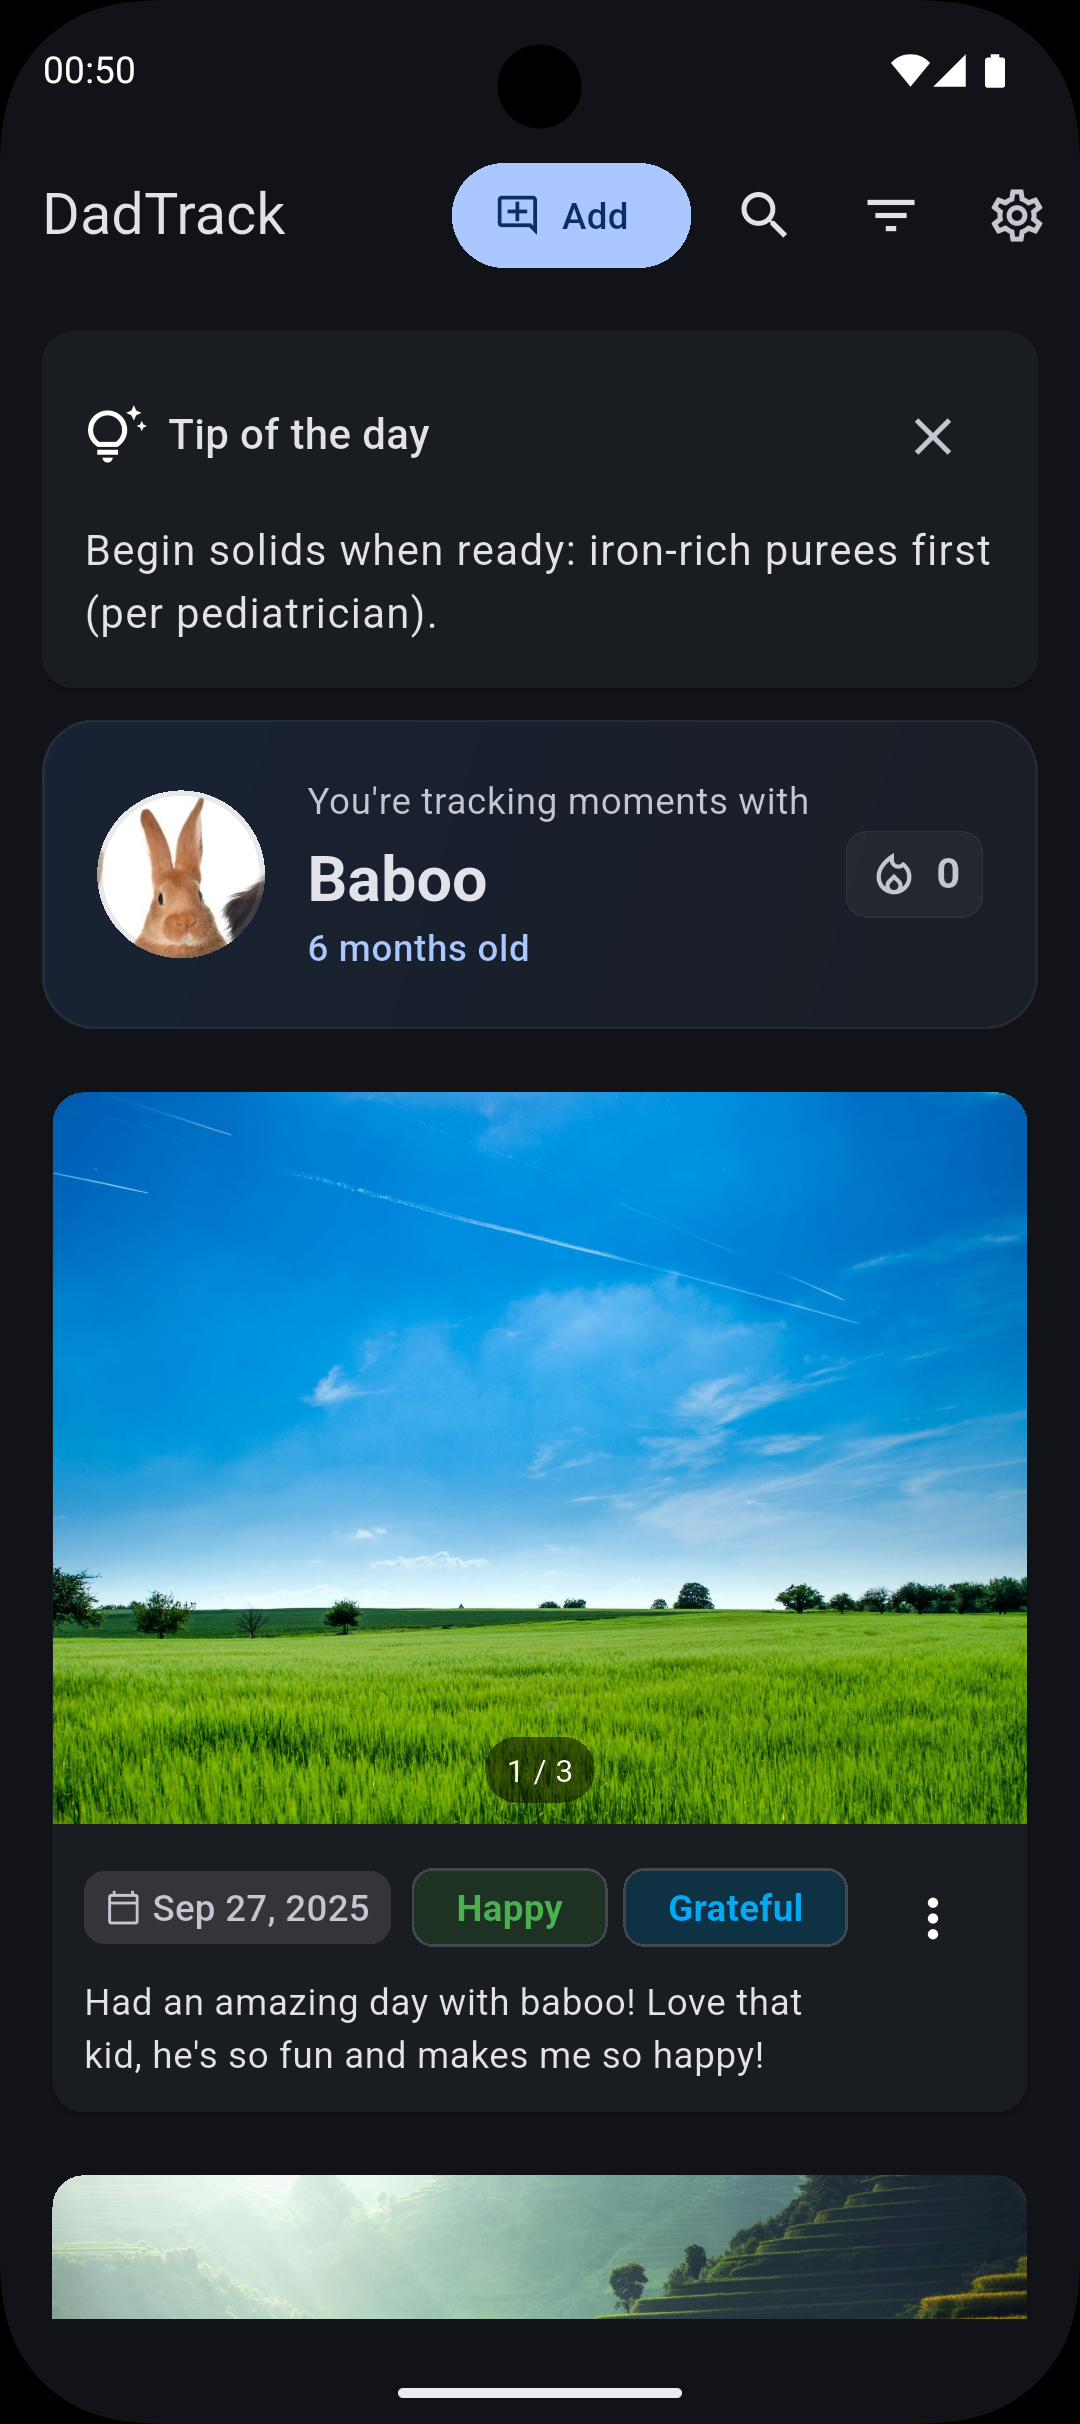 00:50
DadTrack
Add
Tip of the day
Begin solids when ready: iron-rich purees first
(per pediatrician).
You're tracking moments with
Baboo
0
6 months old
1 / 3
Sep 27, 2025
Happy
Grateful
Had an amazing day with baboo! Love that
kid, he's so fun and makes me so happy!